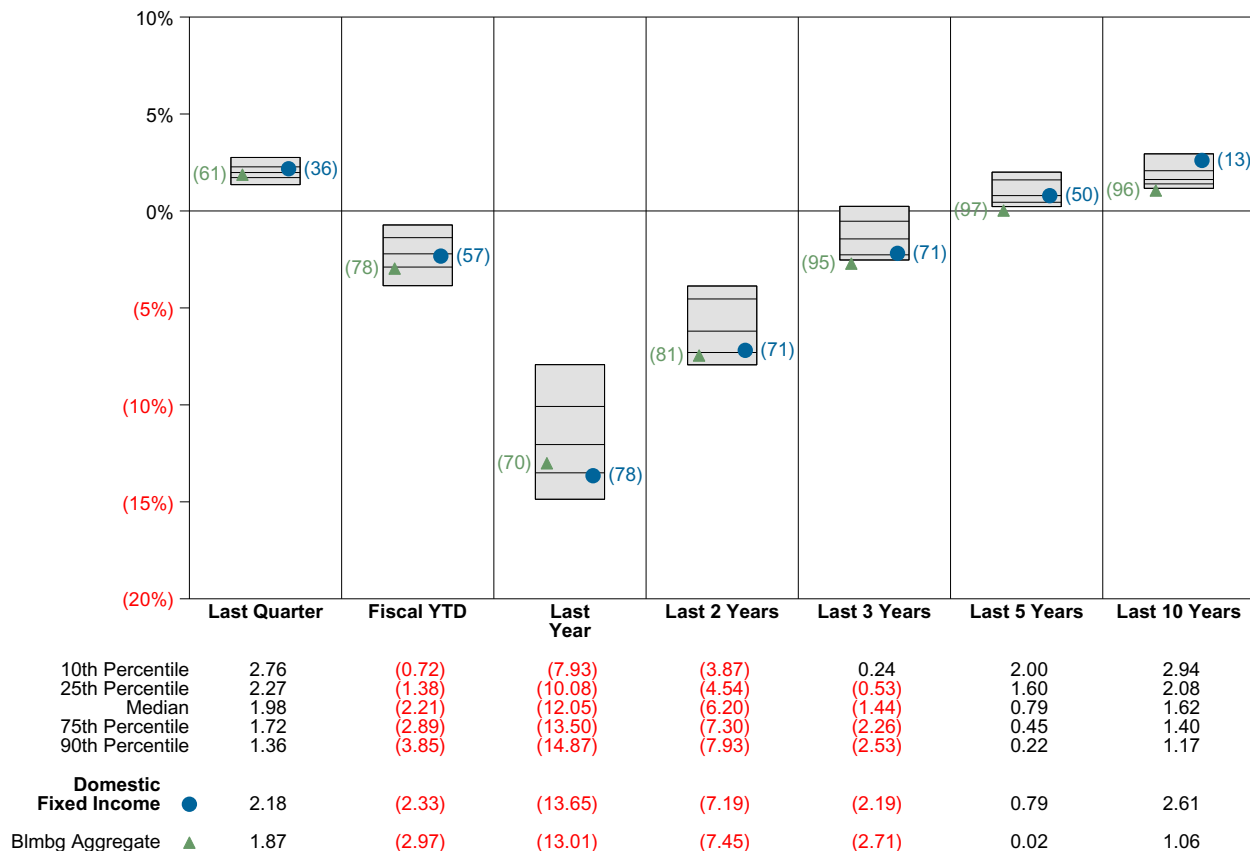 10%
5%
0%
(5%)
(10%)
(15%)
(20%)
(61) (36)
(78) (57)
(70) (78)
(81) (71)
(95) (71)
(97) (50)
(96) (13)
Last Quarter Fiscal YTD Last Year Last 2 Years Last 3 Years Last 5 Years Last 10 Years
10th Percentile 2.76 (0.72) (7.93) (3.87) 0.24 2.00 2.94
25th Percentile 2.27 (1.38) (10.08) (4.54) (0.53) 1.60 2.08
Median 1.98 (2.21) (12.05) (6.20) (1.44) 0.79 1.62
75th Percentile 1.72 (2.89) (13.50) (7.30) (2.26) 0.45 1.40
90th Percentile 1.36 (3.85) (14.87) (7.93) (2.53) 0.22 1.17
Domestic
Fixed Income 2.18 (2.33) (13.65) (7.19) (2.19) 0.79 2.61
Blmbg Aggregate 1.87 (2.97) (13.01) (7.45) (2.71) 0.02 1.06